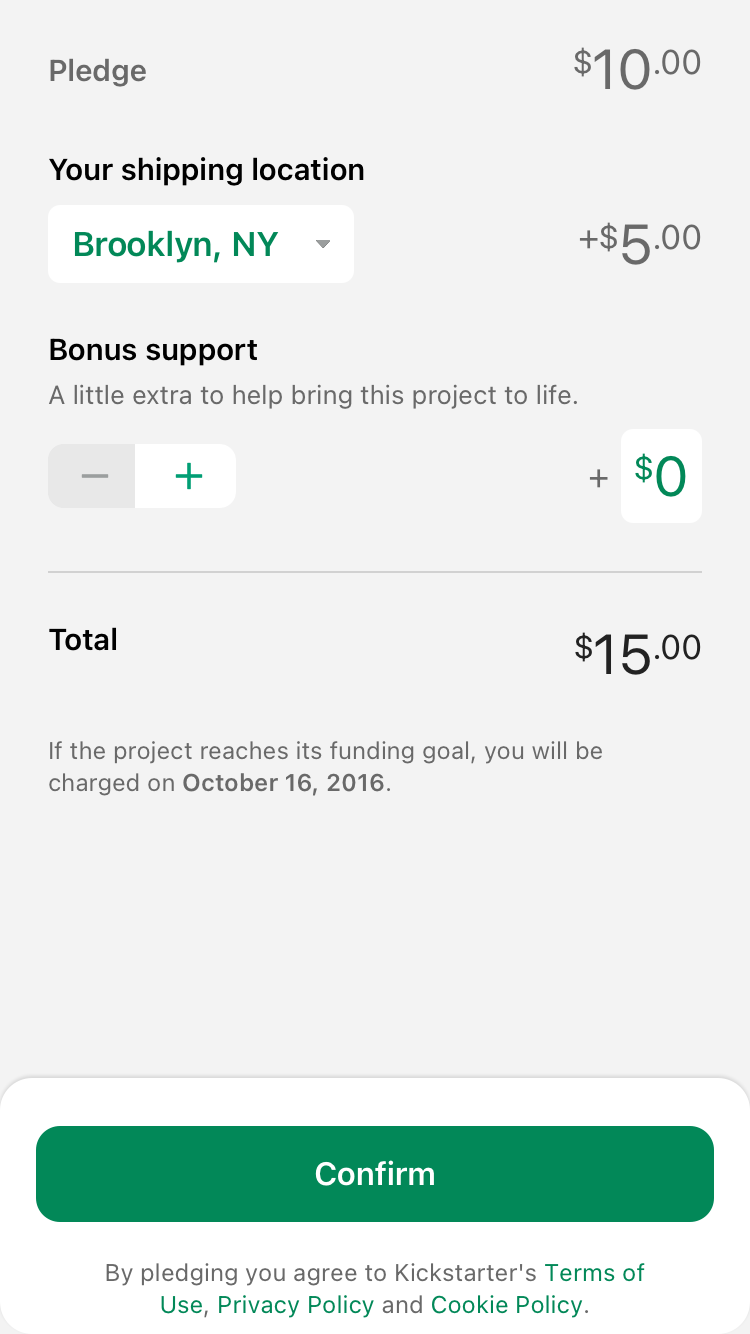 Pledge $10.00
Your shipping location
Brooklyn, NY +$5.00
Bonus support
A little extra to help bring this project to life.
− + + $0
Total $15.00
If the project reaches its funding goal, you will be
charged on October 16, 2016.
Confirm
By pledging you agree to Kickstarter's Terms of
Use, Privacy Policy and Cookie Policy.